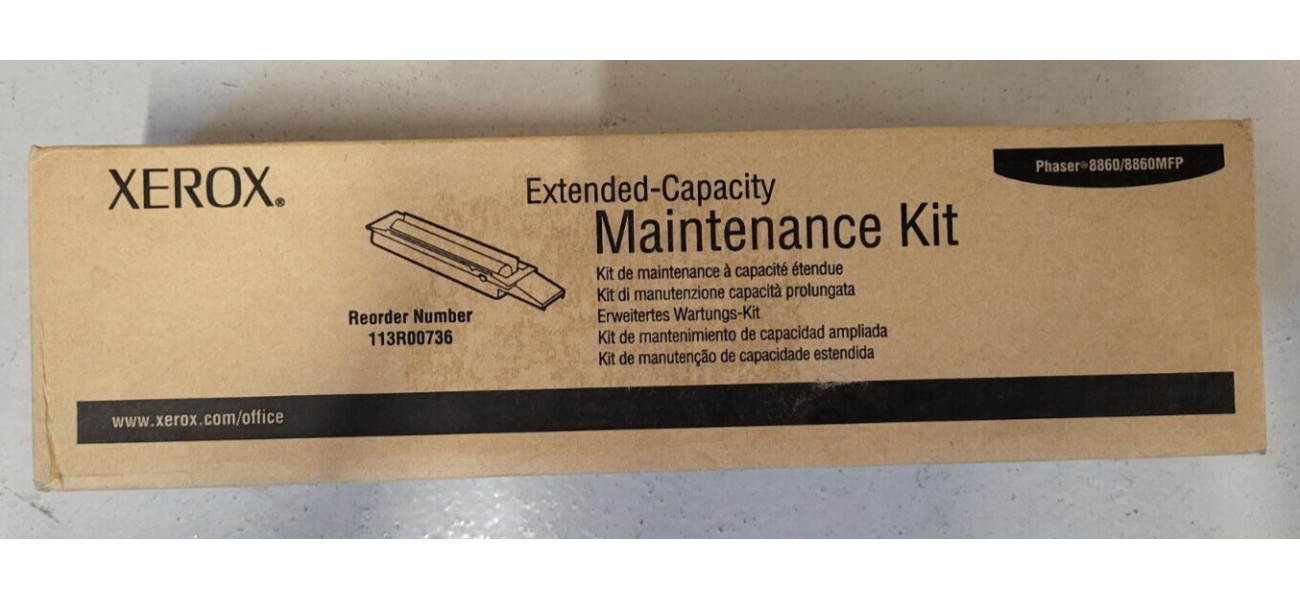 XEROX®
Phaser® 8860/8860MFP
Extended-Capacity
Maintenance Kit
Kit de maintenance à capacité étendue
Kit di manutenzione capacità prolungata
Erweitertes Wartungs-Kit
Kit de mantenimiento de capacidad ampliada
Kit de manutenção de capacidade estendida
Reorder Number
113R00736
www.xerox.com/office